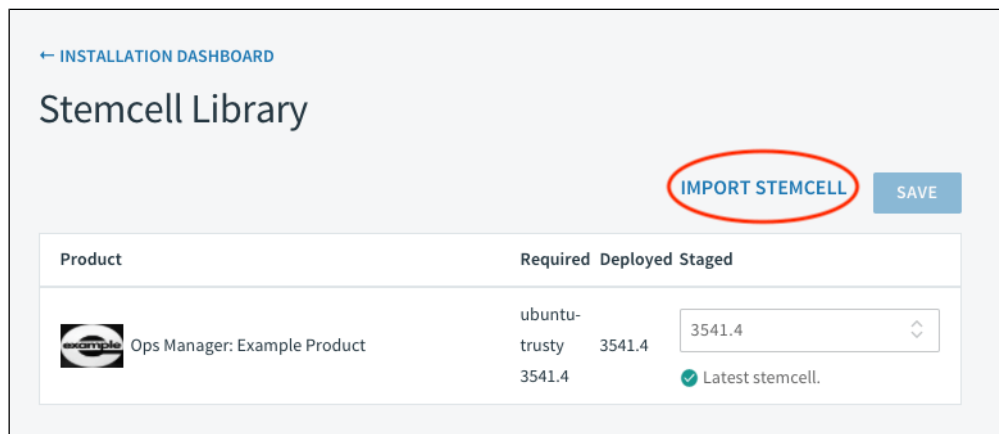 ← INSTALLATION DASHBOARD
Stemcell Library
IMPORT STEMCELL SAVE
Product Required Deployed Staged
example Ops Manager: Example Product ubuntu-trusty 3541.4 3541.4 3541.4
Latest stemcell.